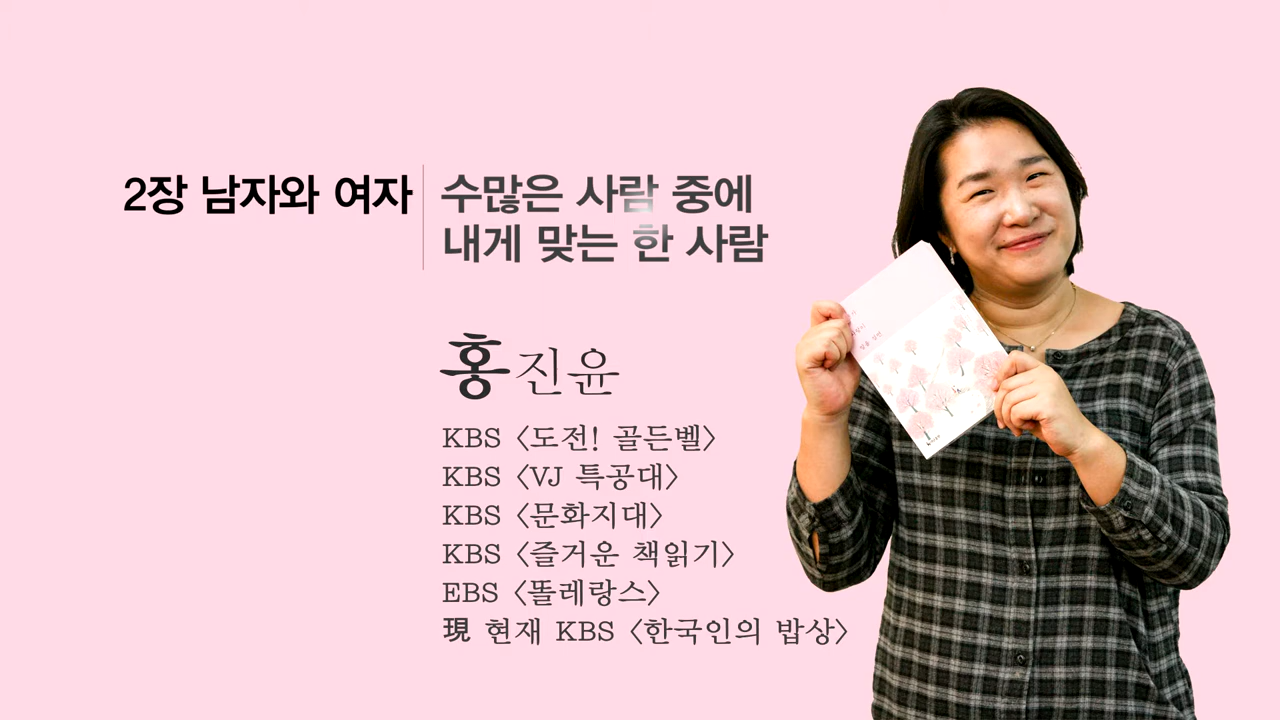 2장 남자와 여자
수많은 사람 중에
내게 맞는 한 사람
홍진윤
KBS <도전! 골든벨>
KBS <VJ 특공대>
KBS <문화지대>
KBS <즐거운 책읽기>
EBS <똘레랑스>
現 현재 KBS <한국인의 밥상>